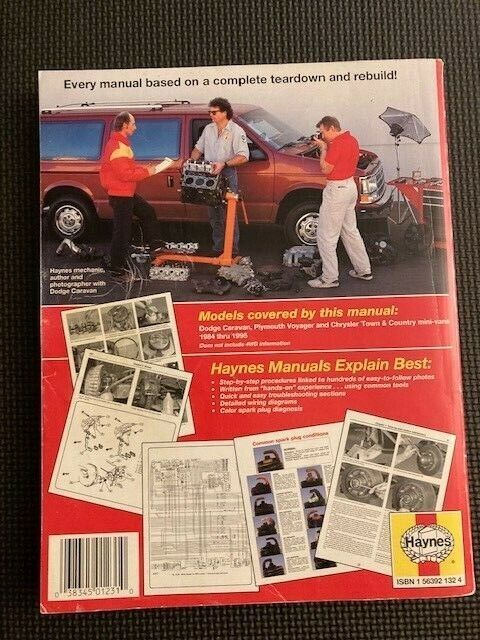 Every manual based on a complete teardown and rebuild!
Haynes mechanic,
author and
photographer with
Dodge Caravan
Models covered by this manual:
Dodge Caravan, Plymouth Voyager and Chrysler Town & Country mini-vans
1984 thru 1995
Does not include AWD information
Haynes Manuals Explain Best:
• Step-by-step procedures linked to hundreds of easy-to-follow photos
• Written from "hands-on" experience . . . using common tools
• Quick and easy troubleshooting sections
• Detailed wiring diagrams
• Color spark plug diagnosis
Common spark plug conditions
Haynes
ISBN 1 56392 132 4
0 38345 01231 0